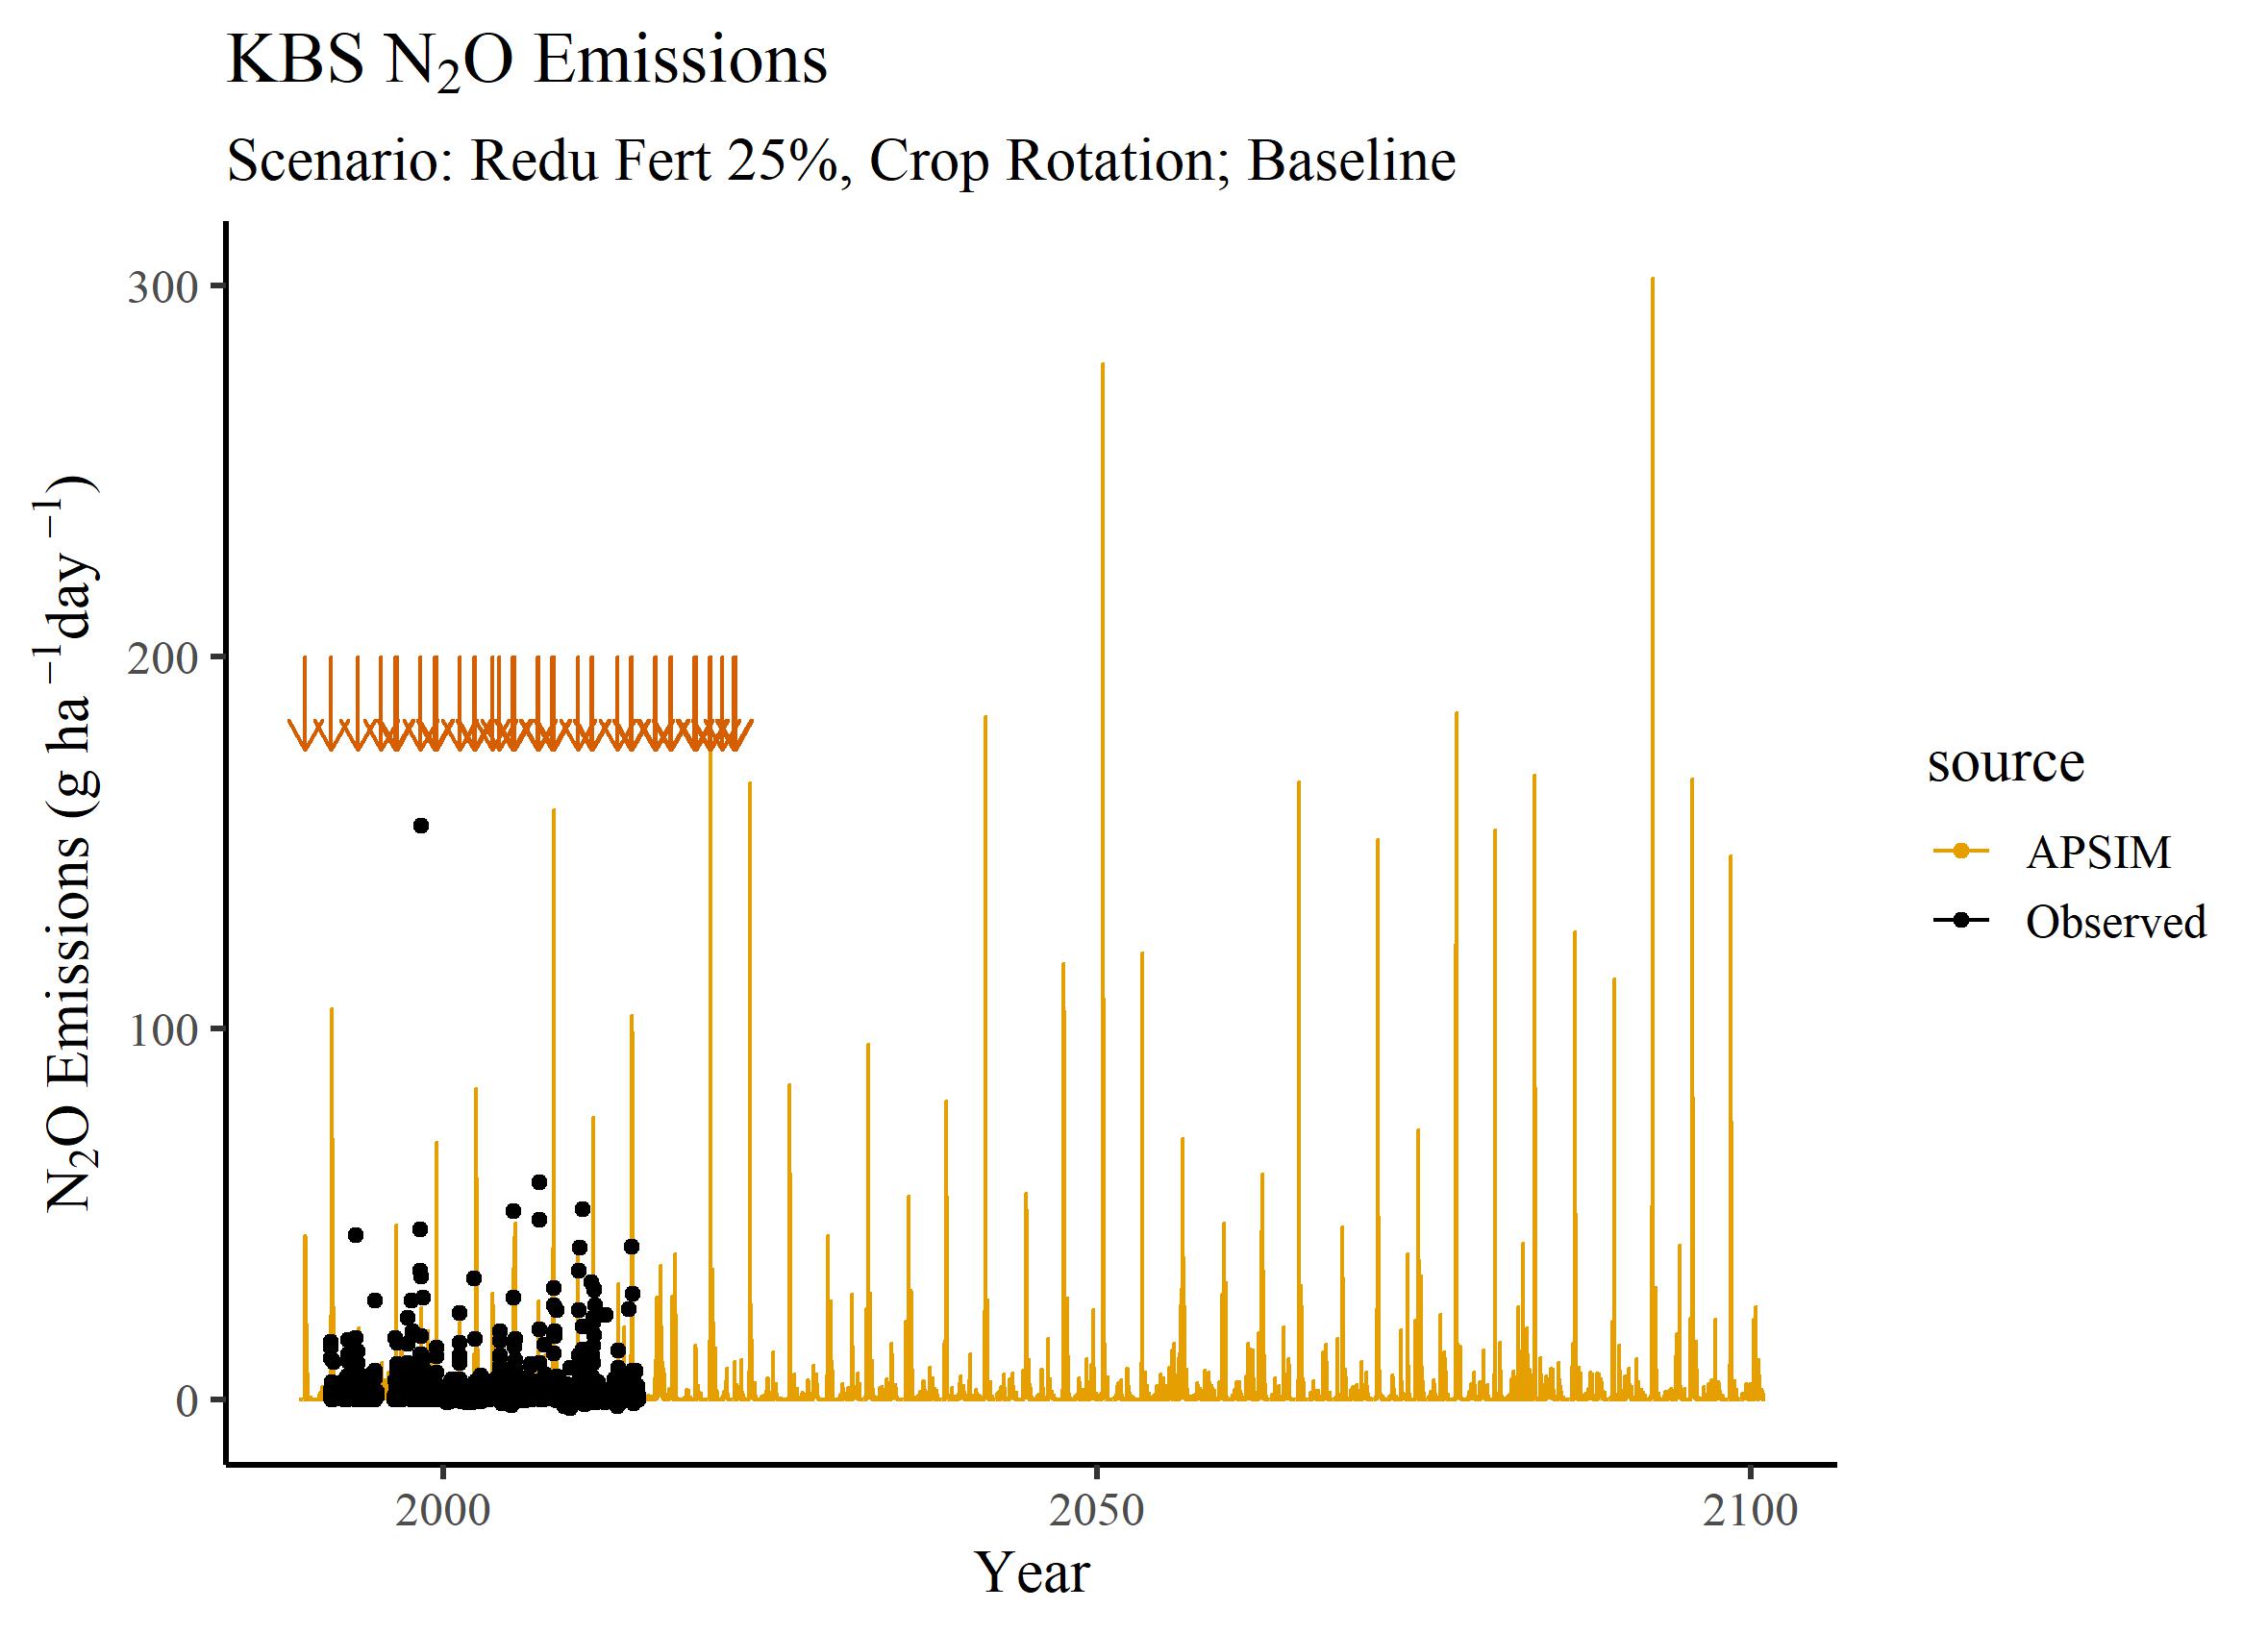 KBS N₂O Emissions
Scenario: Redu Fert 25%, Crop Rotation; Baseline
N₂O Emissions (g ha⁻¹day⁻¹)
300
200
100
0
2000
2050
2100
Year
source
APSIM
Observed